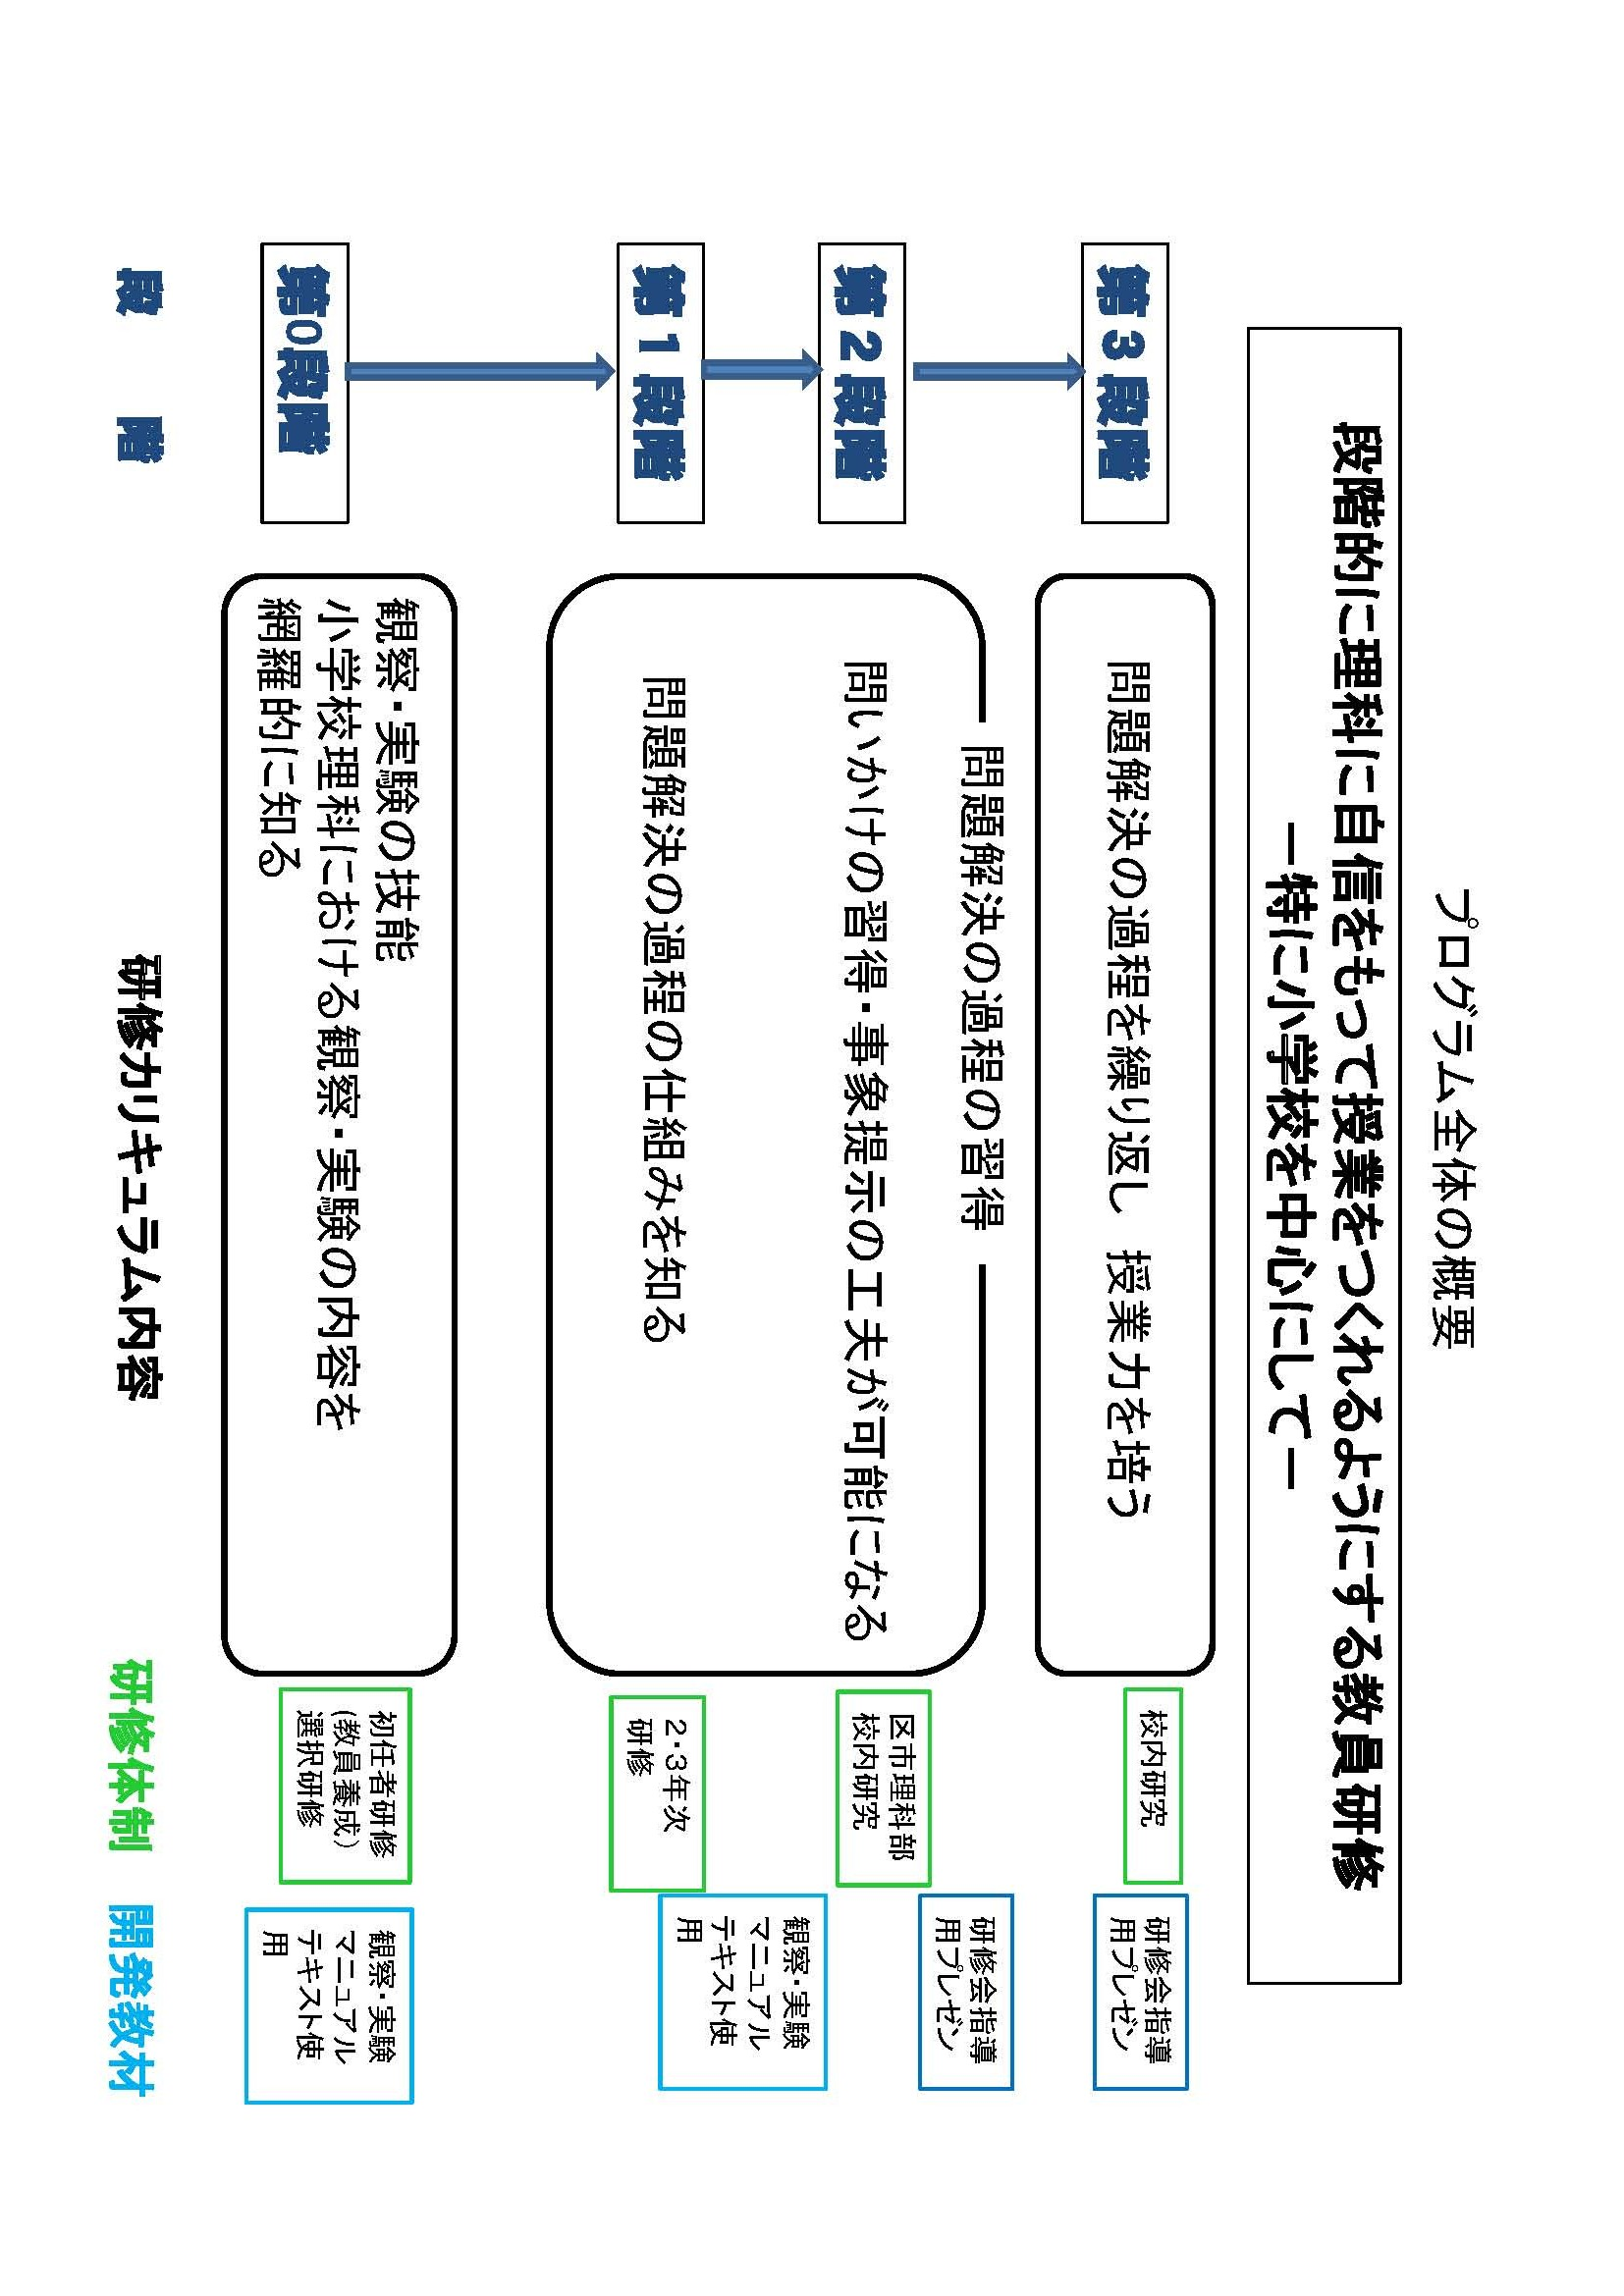 プログラム全体の概要
段階的に理科に自信をもって授業をつくれるようにする教員研修
－特に小学校を中心にして－
第３段階
問題解決の過程を繰り返し　授業力を培う
校内研究
研修会指導
用プレゼン
問題解決の過程の習得
第２段階
問いかけの習得・事象提示の工夫が可能になる
区市理科部
校内研究
研修会指導
用プレゼン
第１段階
問題解決の過程の仕組みを知る
２・３年次
研修
観察・実験
マニュアル
テキスト使
用
第0段階
観察・実験の技能
小学校理科における観察・実験の内容を
網羅的に知る
初任者研修
(教員養成)
選択研修
観察・実験
マニュアル
テキスト使
用
段　階
研修カリキュラム内容
研修体制
開発教材